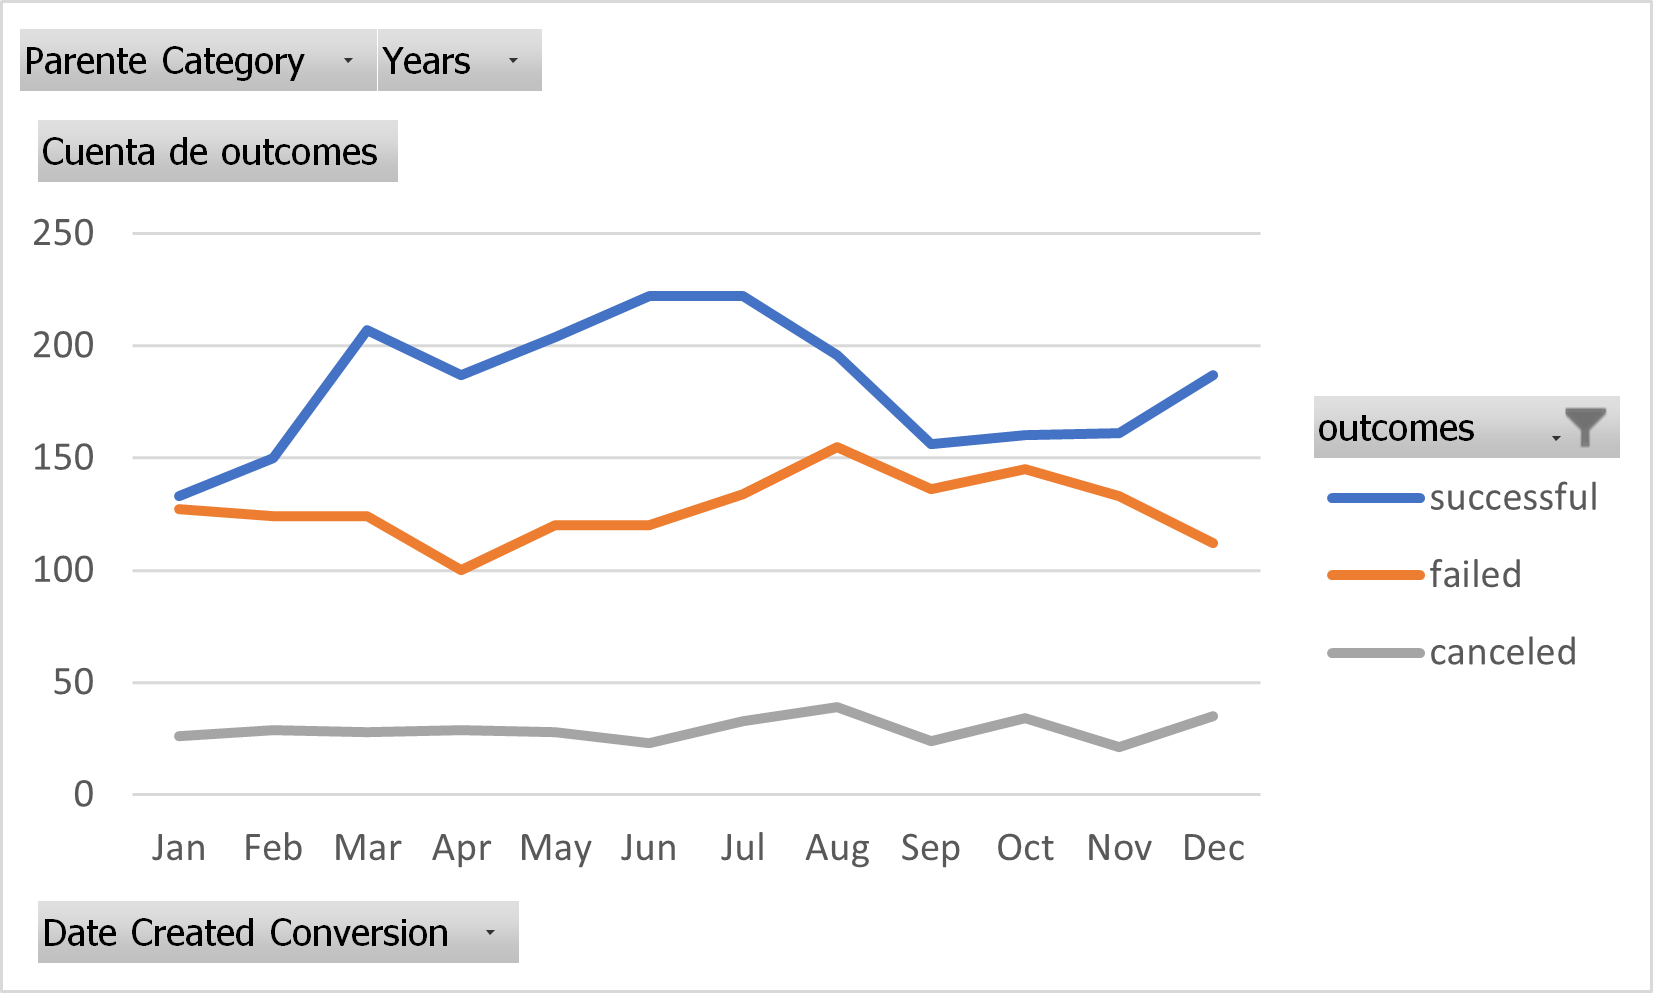 Parente Category Years
Cuenta de outcomes
250
200
150
100
50
0
Jan Feb Mar Apr May Jun Jul Aug Sep Oct Nov Dec
outcomes
successful
failed
canceled
Date Created Conversion